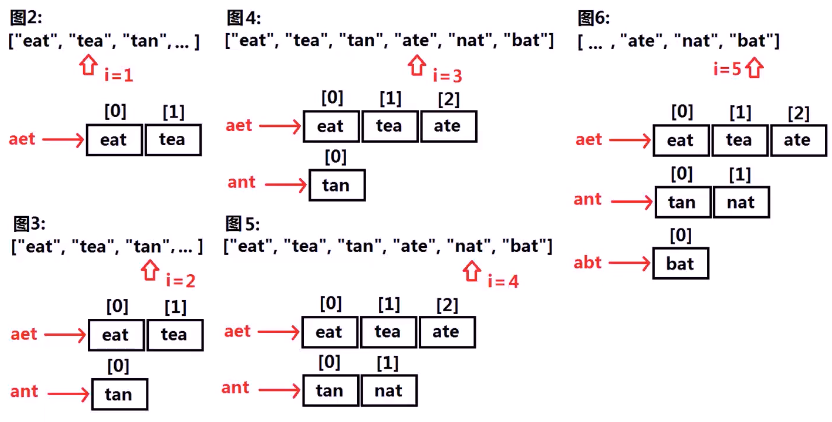 图2:
["eat", "tea", "tan",... ]
i=1
[0] [1]
aet eat tea
图3:
["eat", "tea", "tan",... ]
i=2
[0] [1]
aet eat tea
[0]
ant tan
图4:
["eat", "tea", "tan", "ate", "nat", "bat"]
i=3
[0] [1] [2]
aet eat tea ate
[0]
ant tan
图5:
["eat", "tea", "tan", "ate", "nat", "bat"]
i=4
[0] [1] [2]
aet eat tea ate
[0] [1]
ant tan nat
图6:
[ ... , "ate", "nat", "bat"]
i=5
[0] [1] [2]
aet eat tea ate
[0] [1]
ant tan nat
[0]
abt bat